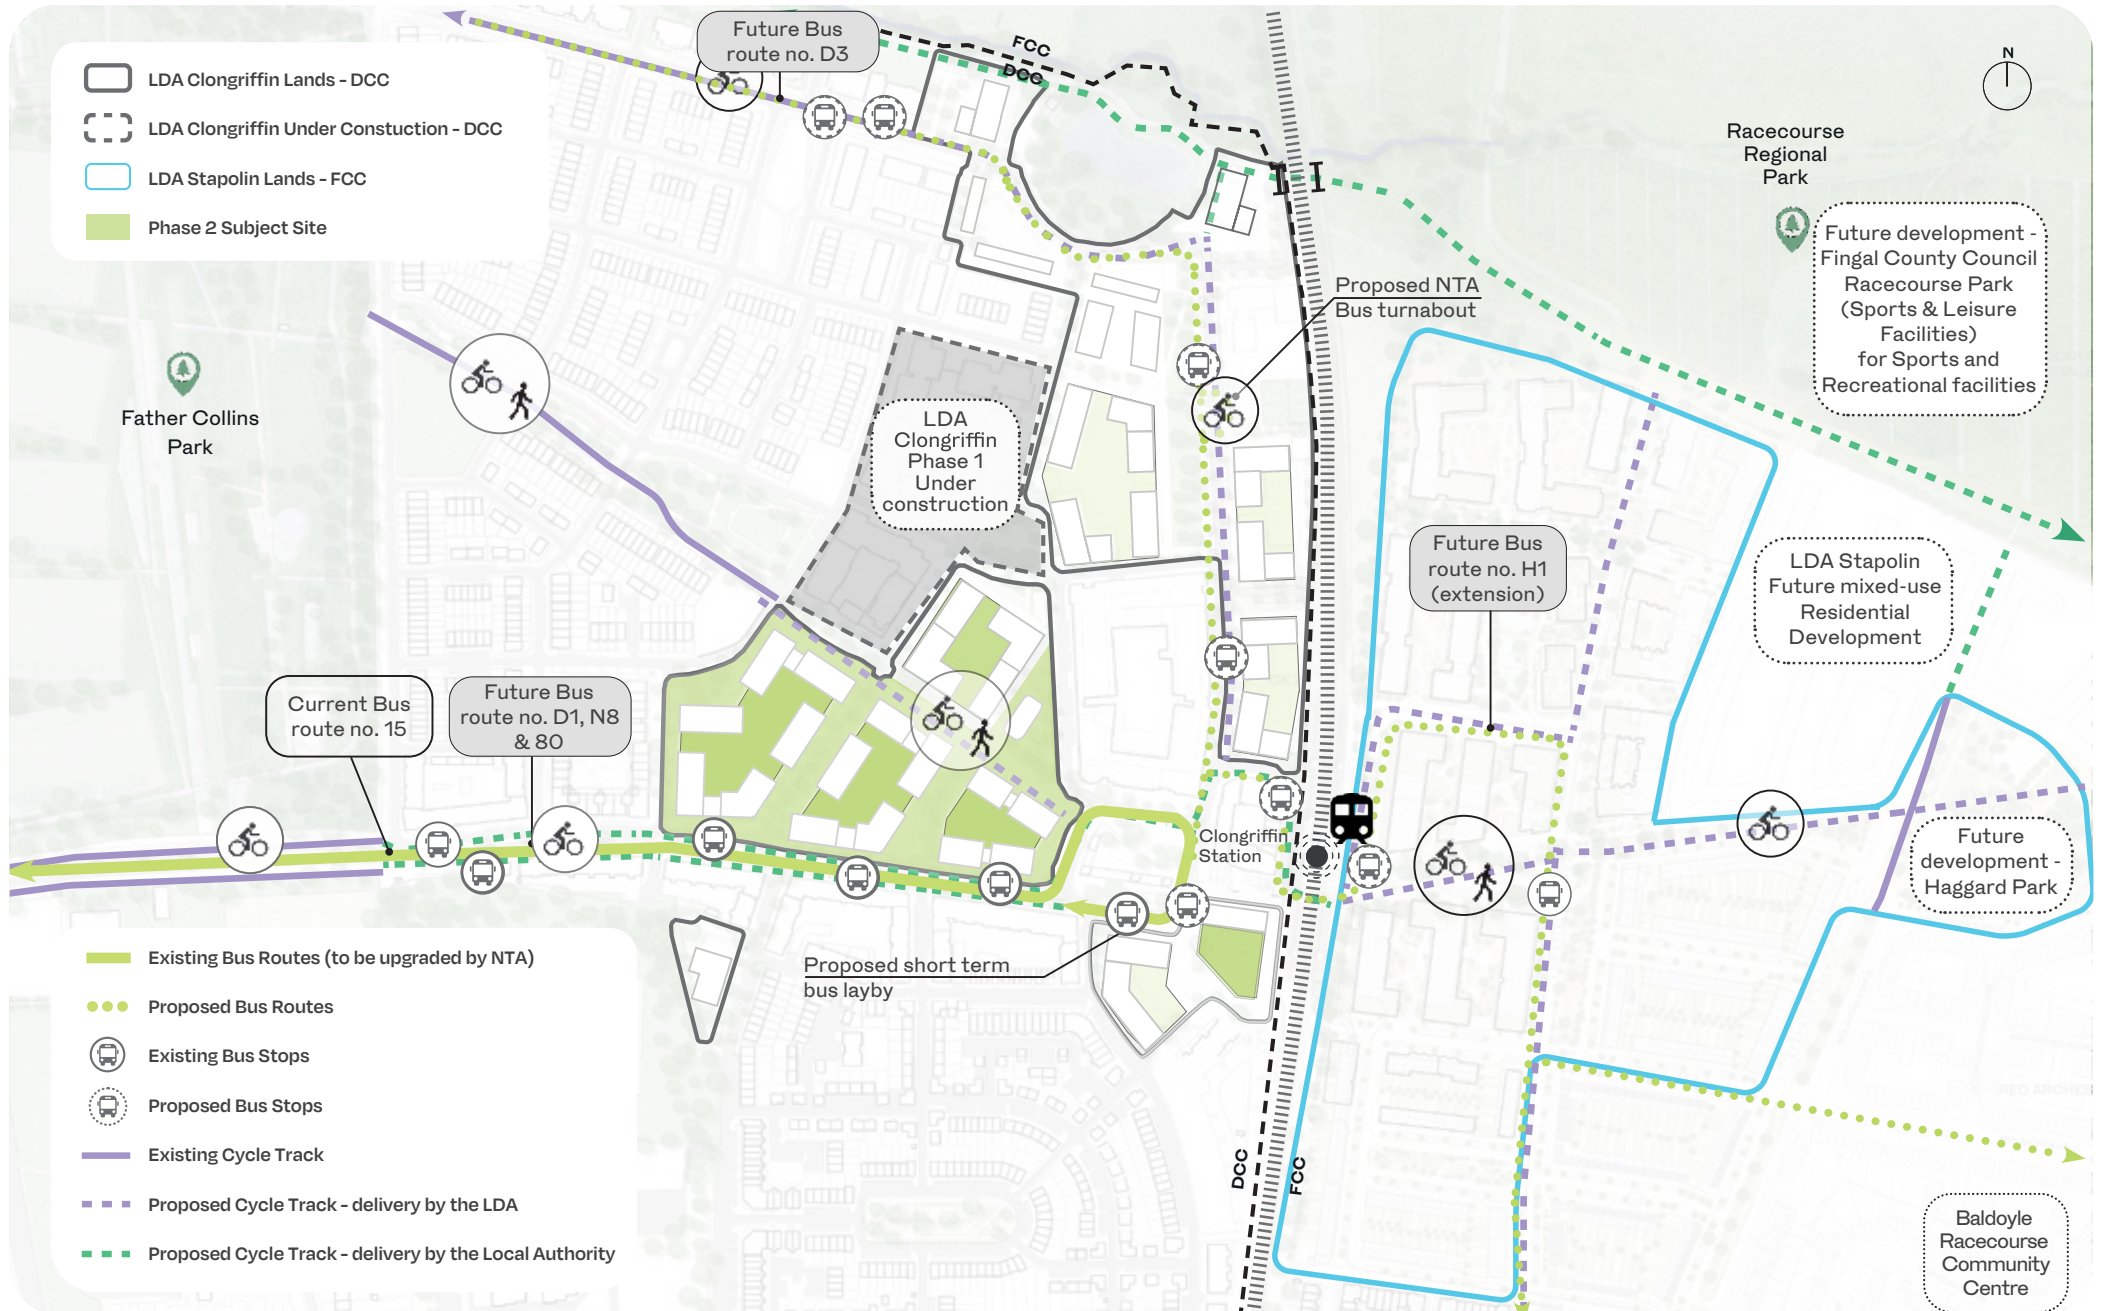 Future Bus
route no. D3
FCC
DCC
N
LDA Clongriffin Lands - DCC
LDA Clongriffin Under Constuction - DCC
LDA Stapolin Lands - FCC
Phase 2 Subject Site
Racecourse
Regional
Park
Future development -
Fingal County Council
Racecourse Park
(Sports & Leisure
Facilities)
for Sports and
Recreational facilities
Proposed NTA
Bus turnabout
Father Collins
Park
LDA
Clongriffin
Phase 1
Under
construction
Future Bus
route no. H1
(extension)
LDA Stapolin
Future mixed-use
Residential
Development
Current Bus
route no. 15
Future Bus
route no. D1, N8
& 80
Clongriffin
Station
Future
development -
Haggard Park
Proposed short term
bus layby
Existing Bus Routes (to be upgraded by NTA)
Proposed Bus Routes
Existing Bus Stops
Proposed Bus Stops
Existing Cycle Track
Proposed Cycle Track - delivery by the LDA
Proposed Cycle Track - delivery by the Local Authority
RED ARCHES
DCC
FCC
Baldoyle
Racecourse
Community
Centre